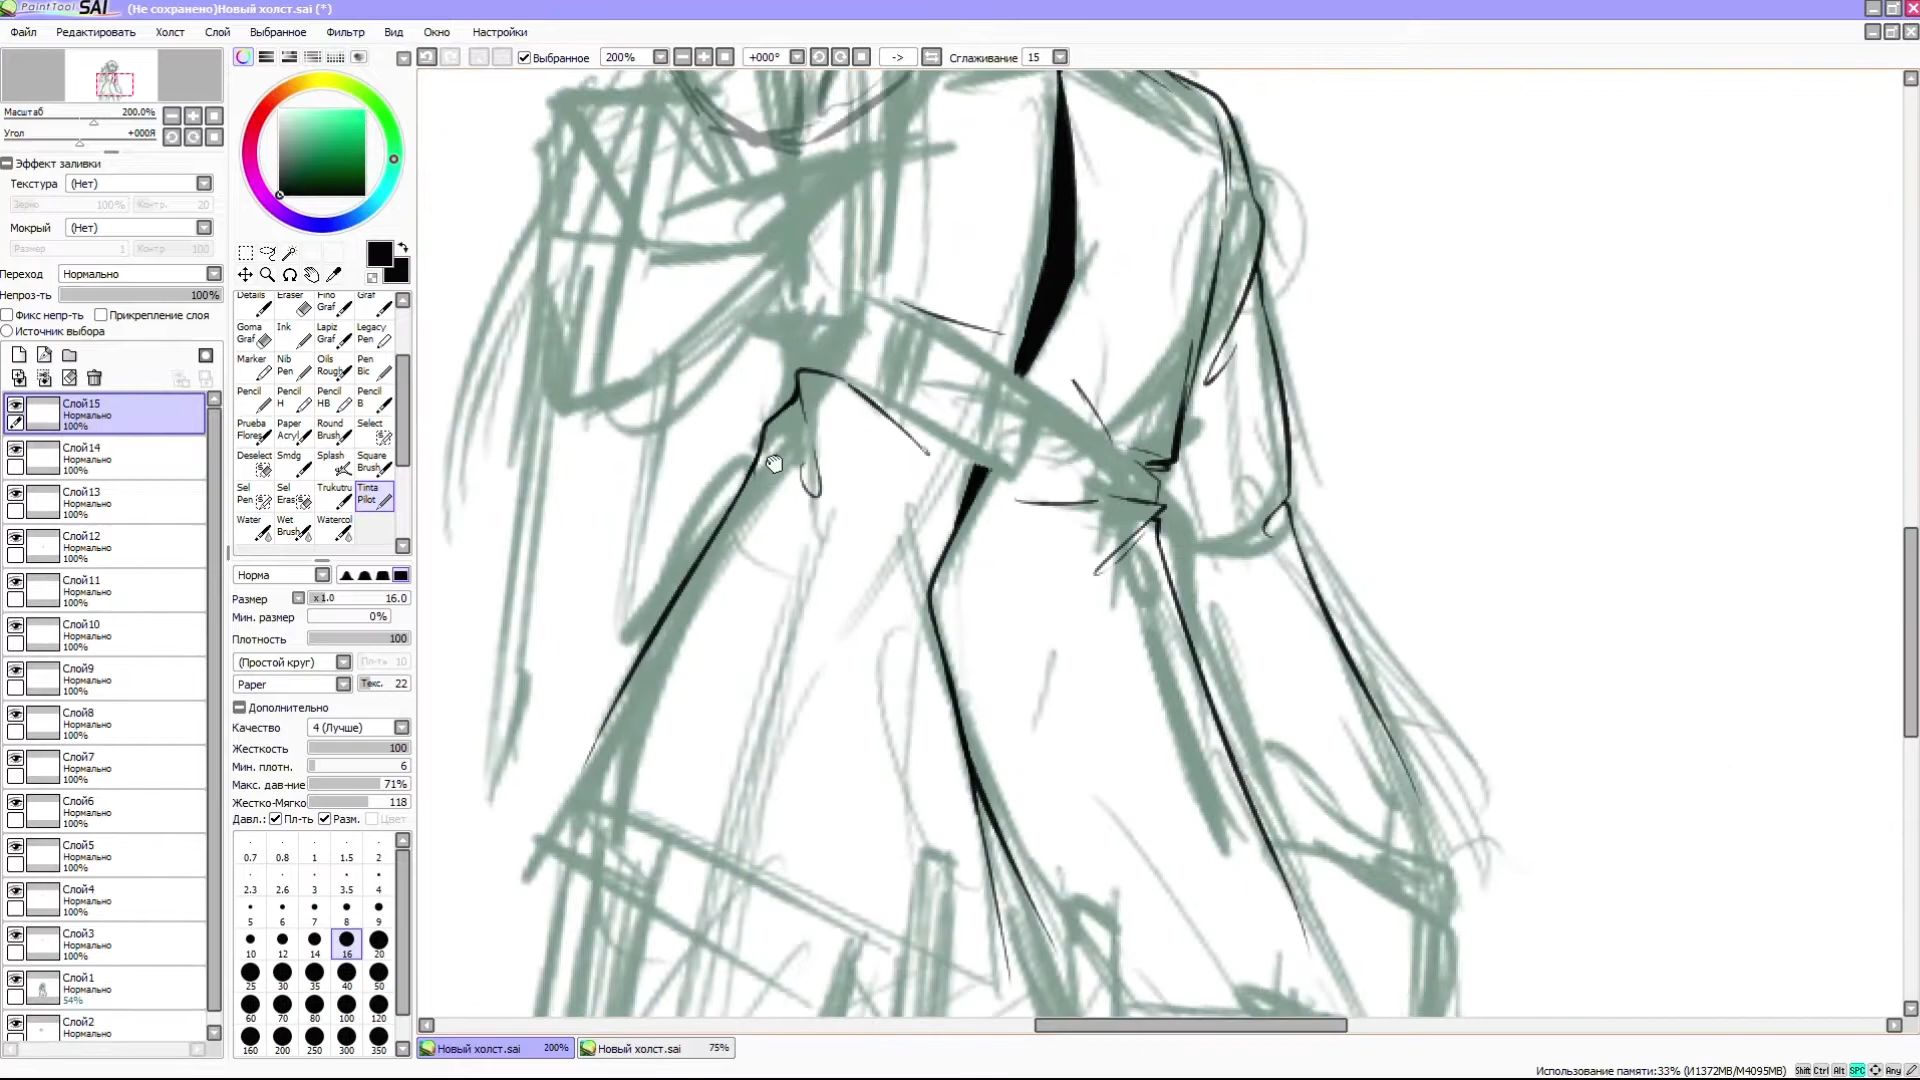 PaintTool SAI (Не сохранено)Новый холст.sai (*)
Файл Редактировать Холст Слой Выбранное Фильтр Вид Окно Настройки
Выбранное 200% +000° -> Сглаживание 15
Масштаб 200.0%
Угол +000Я
Эффект заливки
Текстура (Нет)
Зерно 100% Контр. 20
Мокрый (Нет)
Размер 1 Контр 100
Переход Нормально
Непроз-ть 100%
Фикс непр-ть Прикрепление слоя
Источник выбора
Слой15
Нормально
100%
Слой14
Нормально
100%
Слой13
Нормально
100%
Слой12
Нормально
100%
Слой11
Нормально
100%
Слой10
Нормально
100%
Слой9
Нормально
100%
Слой8
Нормально
100%
Слой7
Нормально
100%
Слой6
Нормально
100%
Слой5
Нормально
100%
Слой4
Нормально
100%
Слой3
Нормально
100%
Слой1
Нормально
54%
Слой2
Нормально
Details Eraser Fino Graf Graf
Goma Graf Ink Lapiz Graf Legacy Pen
Marker Nib Pen Oils Rough Pen Bic
Pencil Pencil H Pencil HB Pencil B
Prueba Flores Paper Acryl Round Brush Select
Deselect Smdg Splash Square Brush
Sel Pen Sel Eras Trukutru Tinta Pilot
Water Wet Brush Watercol
Норма
Размер x 1.0 16.0
Мин. размер 0%
Плотность 100
(Простой круг) Пл-ть 10
Paper Текс. 22
Дополнительно
Качество 4 (Лучше)
Жесткость 100
Мин. плотн. 6
Макс. дав-ние 71%
Жестко-Мягко 118
Давл.: Пл-ть Разм. Цвет
0.7 0.8 1 1.5 2
2.3 2.6 3 3.5 4
5 6 7 8 9
10 12 14 16 20
25 30 35 40 50
60 70 80 100 120
160 200 250 300 350
Новый холст.sai 200% Новый холст.sai 75%
Использование памяти:33% (И1372MB/M4095MB) Shift Ctrl Alt SPC Any